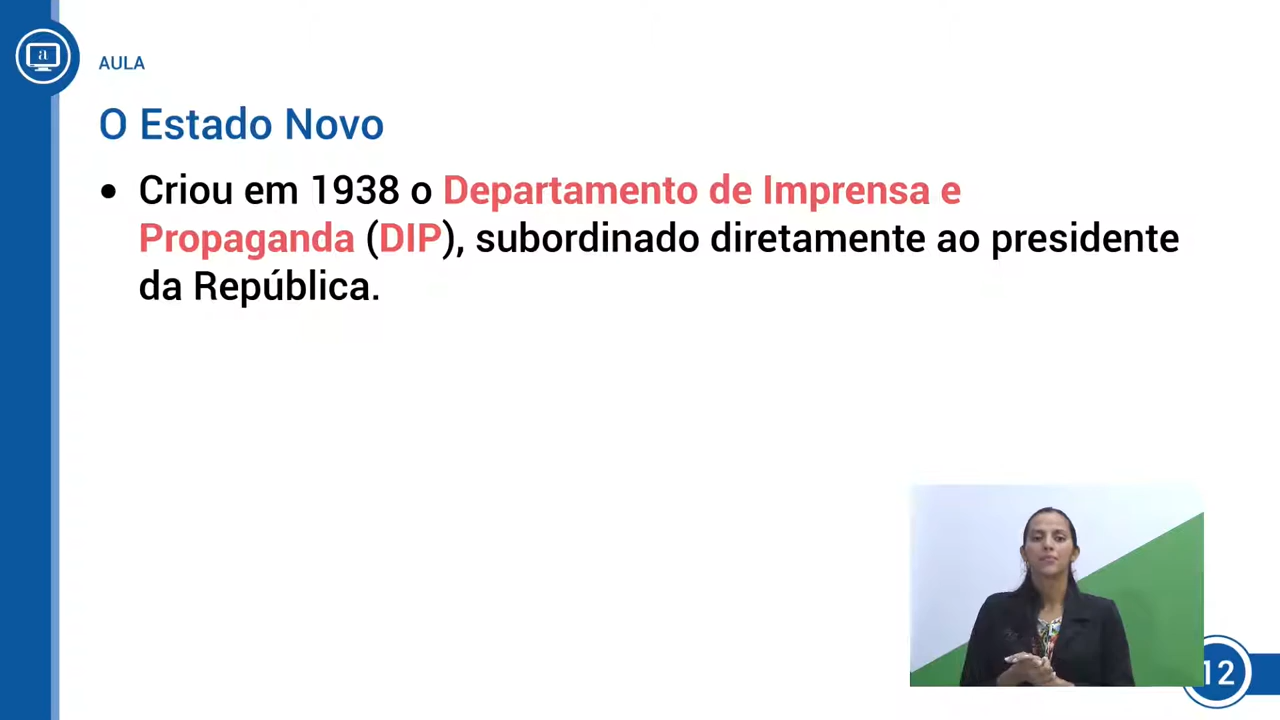 a
AULA
O Estado Novo
• Criou em 1938 o Departamento de Imprensa e
Propaganda (DIP), subordinado diretamente ao presidente
da República.
12